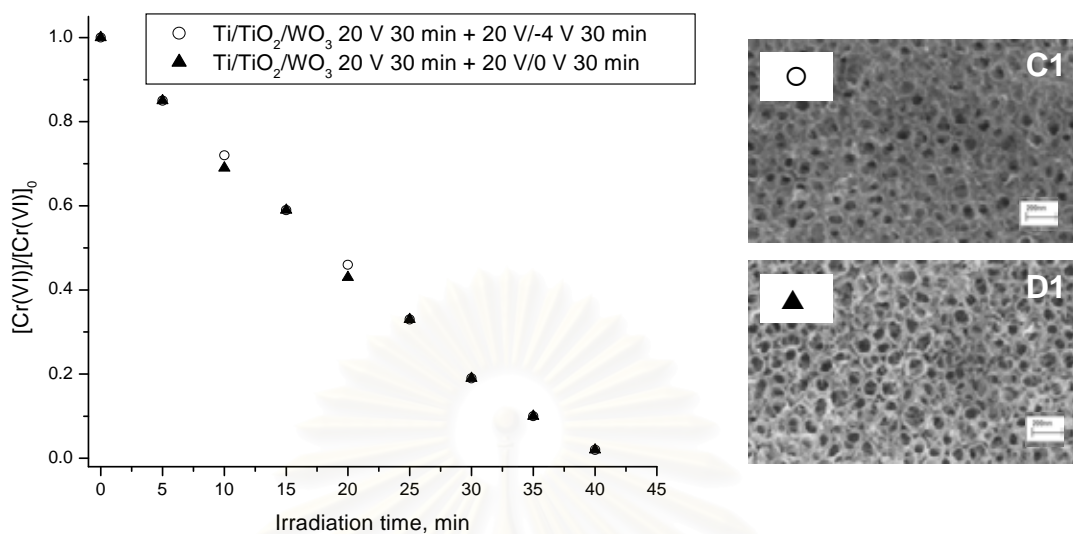 Ti/TiO₂/WO₃ 20 V 30 min + 20 V/-4 V 30 min
Ti/TiO₂/WO₃ 20 V 30 min + 20 V/0 V 30 min
1.0
0.8
0.6
0.4
0.2
0.0
[Cr(VI)]/[Cr(VI)]₀
0 5 10 15 20 25 30 35 40 45
Irradiation time, min
C1
200nm
D1
200nm